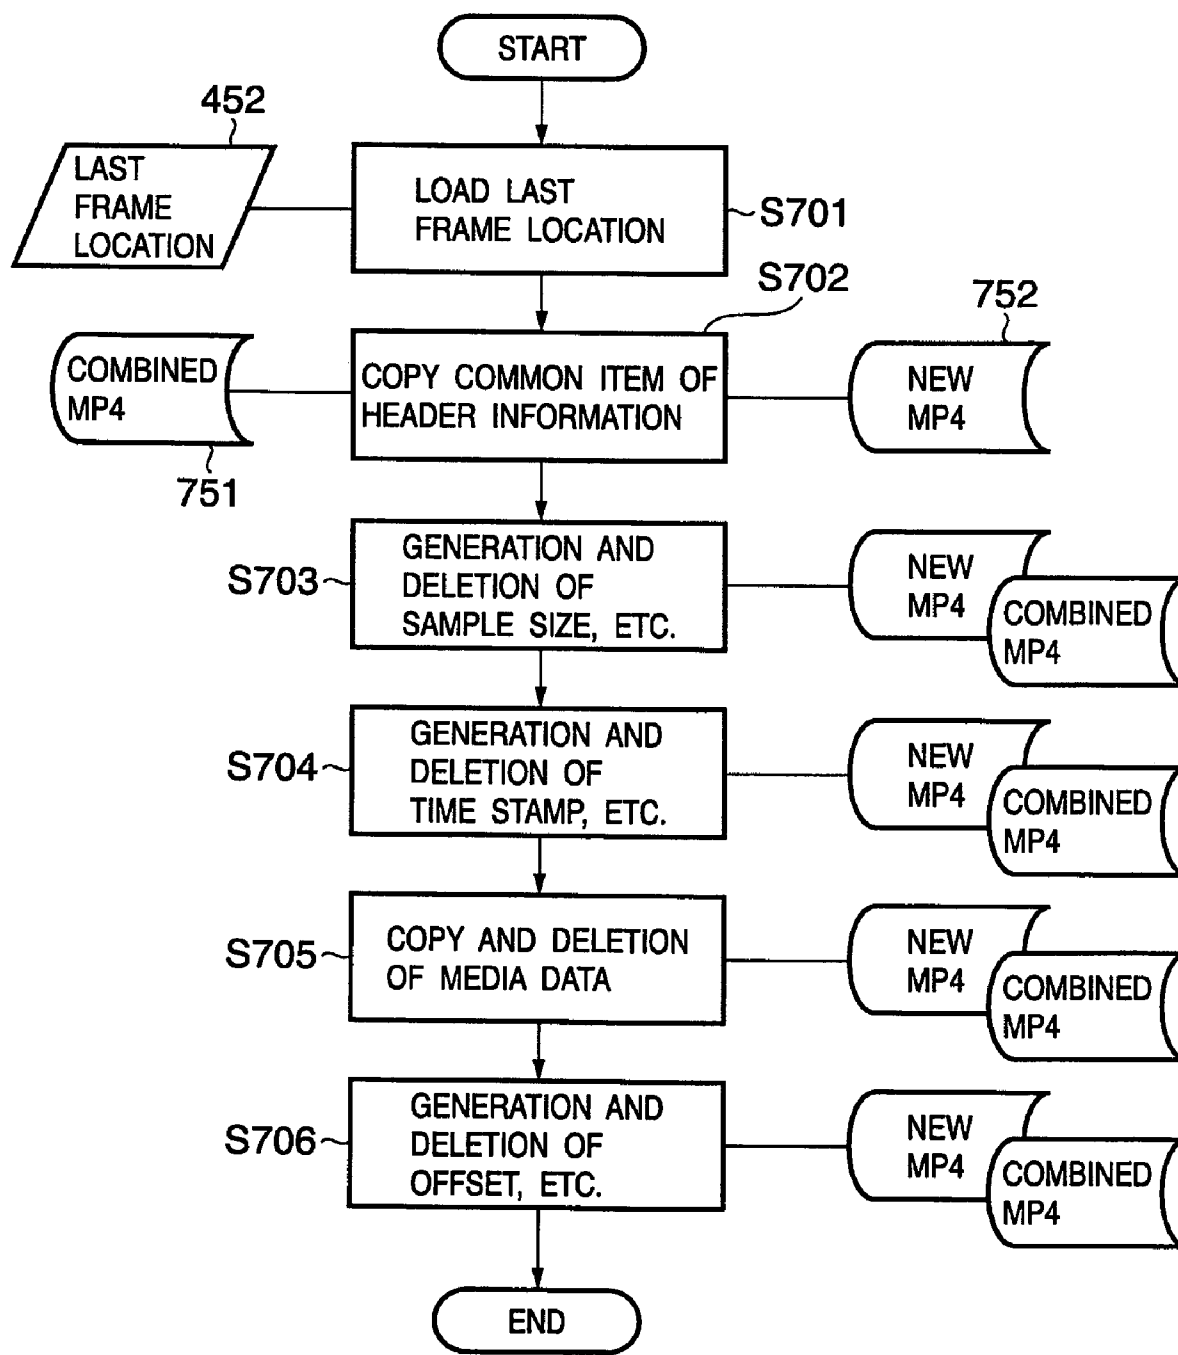 START
452
LAST
FRAME
LOCATION
LOAD LAST
FRAME LOCATION
S701
S702
752
COMBINED
MP4
751
COPY COMMON ITEM OF
HEADER INFORMATION
NEW
MP4
S703
GENERATION AND
DELETION OF
SAMPLE SIZE, ETC.
NEW
MP4
COMBINED
MP4
S704
GENERATION AND
DELETION OF
TIME STAMP, ETC.
NEW
MP4
COMBINED
MP4
S705
COPY AND DELETION
OF MEDIA DATA
NEW
MP4
COMBINED
MP4
S706
GENERATION AND
DELETION OF
OFFSET, ETC.
NEW
MP4
COMBINED
MP4
END